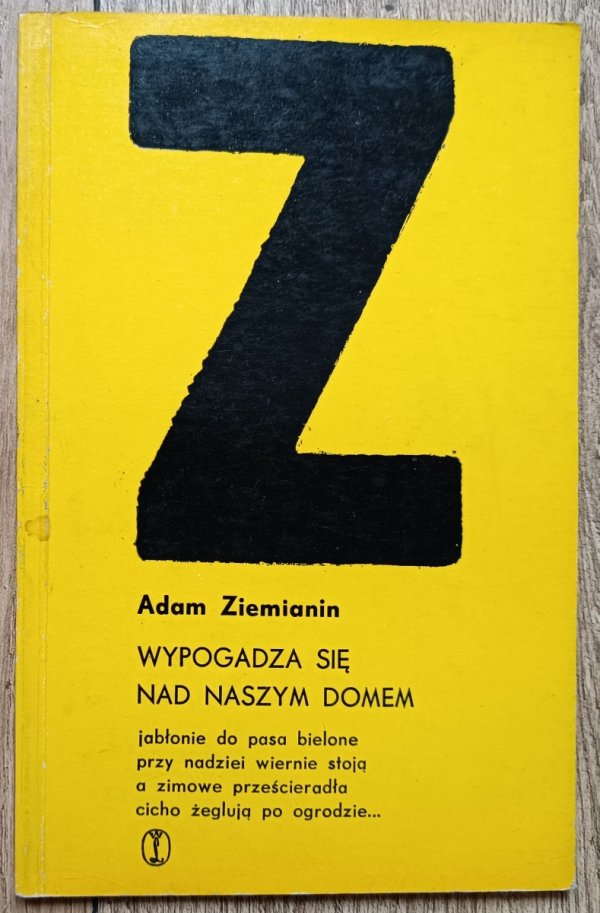 Z
Adam Ziemianin
WYPOGADZA SIĘ
NAD NASZYM DOMEM
jabłonie do pasa bielone
przy nadziei wiernie stoją
a zimowe prześcieradła
cicho żeglują po ogrodzie...
WL